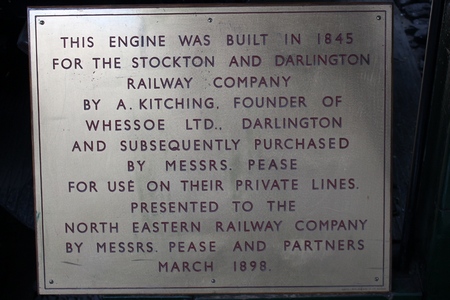 THIS ENGINE WAS BUILT IN 1845
FOR THE STOCKTON AND DARLINGTON
RAILWAY COMPANY
BY A. KITCHING, FOUNDER OF
WHESSOE LTD., DARLINGTON
AND SUBSEQUENTLY PURCHASED
BY MESSRS. PEASE
FOR USE ON THEIR PRIVATE LINES.
PRESENTED TO THE
NORTH EASTERN RAILWAY COMPANY
BY MESSRS. PEASE AND PARTNERS
MARCH 1898.